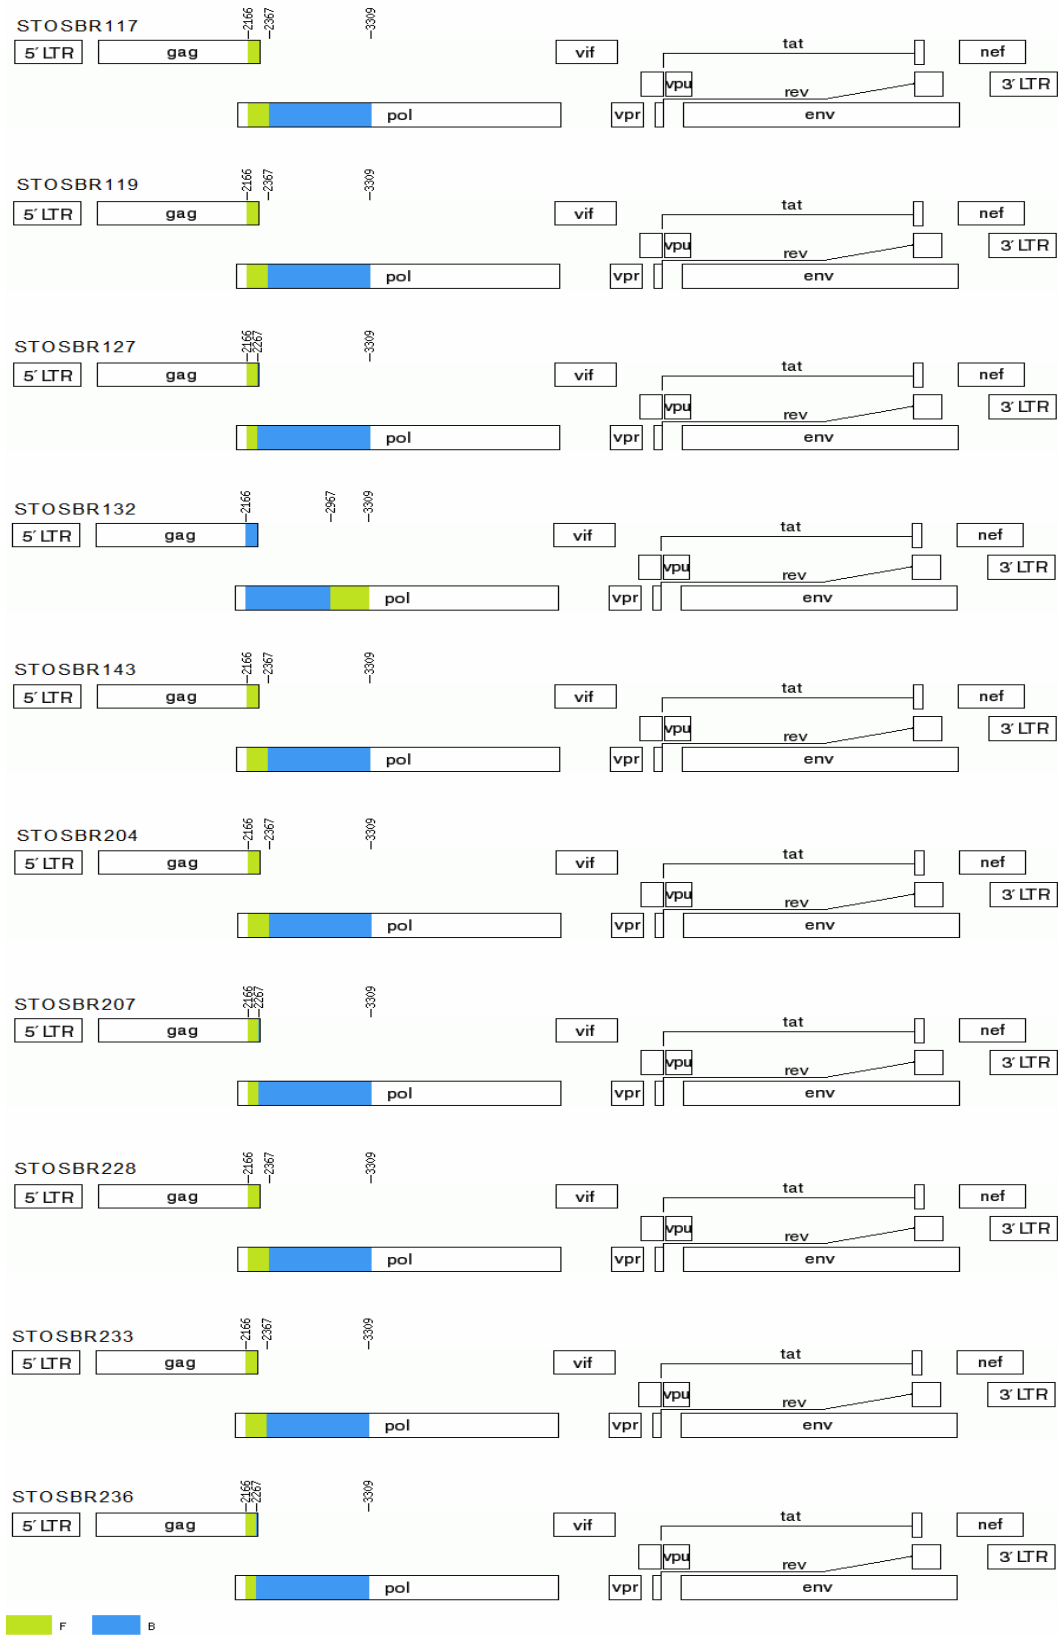 STOSBR117
2166 2367 3309
5′ LTR gag vif tat nef
vpu rev 3′ LTR
pol vpr env
STOSBR119
2166 2367 3309
5′ LTR gag vif tat nef
vpu rev 3′ LTR
pol vpr env
STOSBR127
2166 2267 3309
5′ LTR gag vif tat nef
vpu rev 3′ LTR
pol vpr env
STOSBR132
2166 2967 3309
5′ LTR gag vif tat nef
vpu rev 3′ LTR
pol vpr env
STOSBR143
2166 2367 3309
5′ LTR gag vif tat nef
vpu rev 3′ LTR
pol vpr env
STOSBR204
2166 2367 3309
5′ LTR gag vif tat nef
vpu rev 3′ LTR
pol vpr env
STOSBR207
2166 2267 3309
5′ LTR gag vif tat nef
vpu rev 3′ LTR
pol vpr env
STOSBR228
2166 2367 3309
5′ LTR gag vif tat nef
vpu rev 3′ LTR
pol vpr env
STOSBR233
2166 2367 3309
5′ LTR gag vif tat nef
vpu rev 3′ LTR
pol vpr env
STOSBR236
2166 2267 3309
5′ LTR gag vif tat nef
vpu rev 3′ LTR
pol vpr env
F B